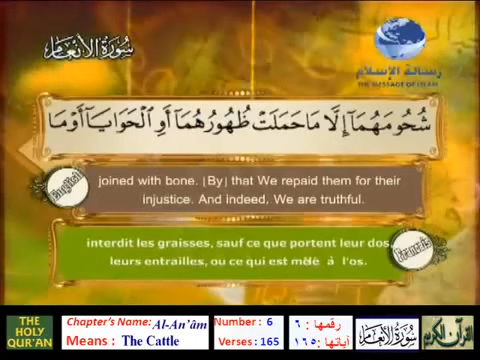 سورة الأنعام
رسالة الإسلام
THE MESSAGE OF ISLAM
شُحُومَهُمَآ إِلَّا مَا حَمَلَتْ ظُهُورُهُمَآ أَوِ ٱلْحَوَايَآ أَوْ مَا
English
joined with bone. [By] that We repaid them for their
injustice. And indeed, We are truthful.
Français
interdit les graisses, sauf ce que portent leur dos,
leurs entrailles, ou ce qui est mêlé à l'os.
THE HOLY QUR'AN
Chapter's Name: Al-An'âm
Means : The Cattle
Number : 6
Verses : 165
رقمها : ٦
آياتها : ١٦٥
سورة الأنعام
القرآن الكريم